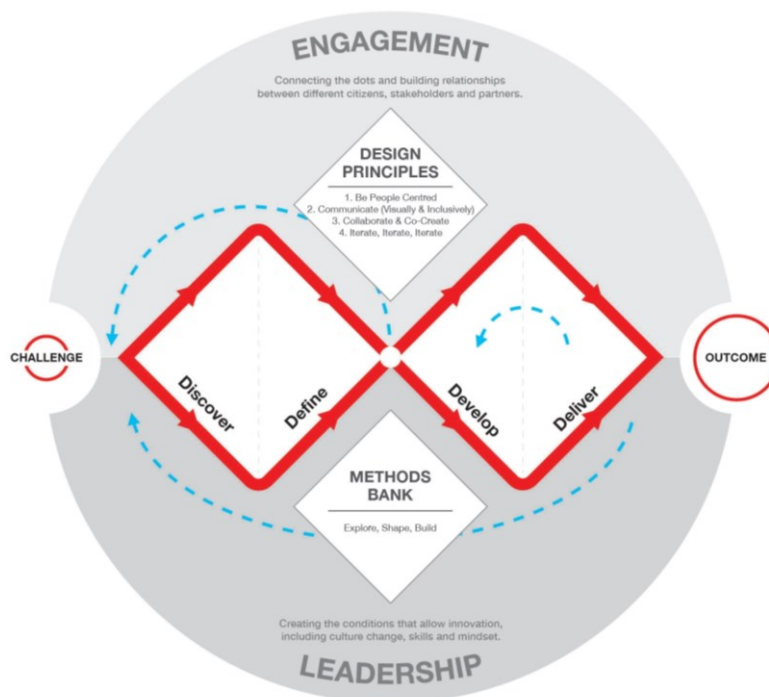 ENGAGEMENT
Connecting the dots and building relationships
between different citizens, stakeholders and partners.
DESIGN
PRINCIPLES
1. Be People Centred
2. Communicate (Visually & Inclusively)
3. Collaborate & Co-Create
4. Iterate, Iterate, Iterate
CHALLENGE
OUTCOME
Discover
Define
Develop
Deliver
METHODS
BANK
Explore, Shape, Build
Creating the conditions that allow innovation,
including culture change, skills and mindset.
LEADERSHIP